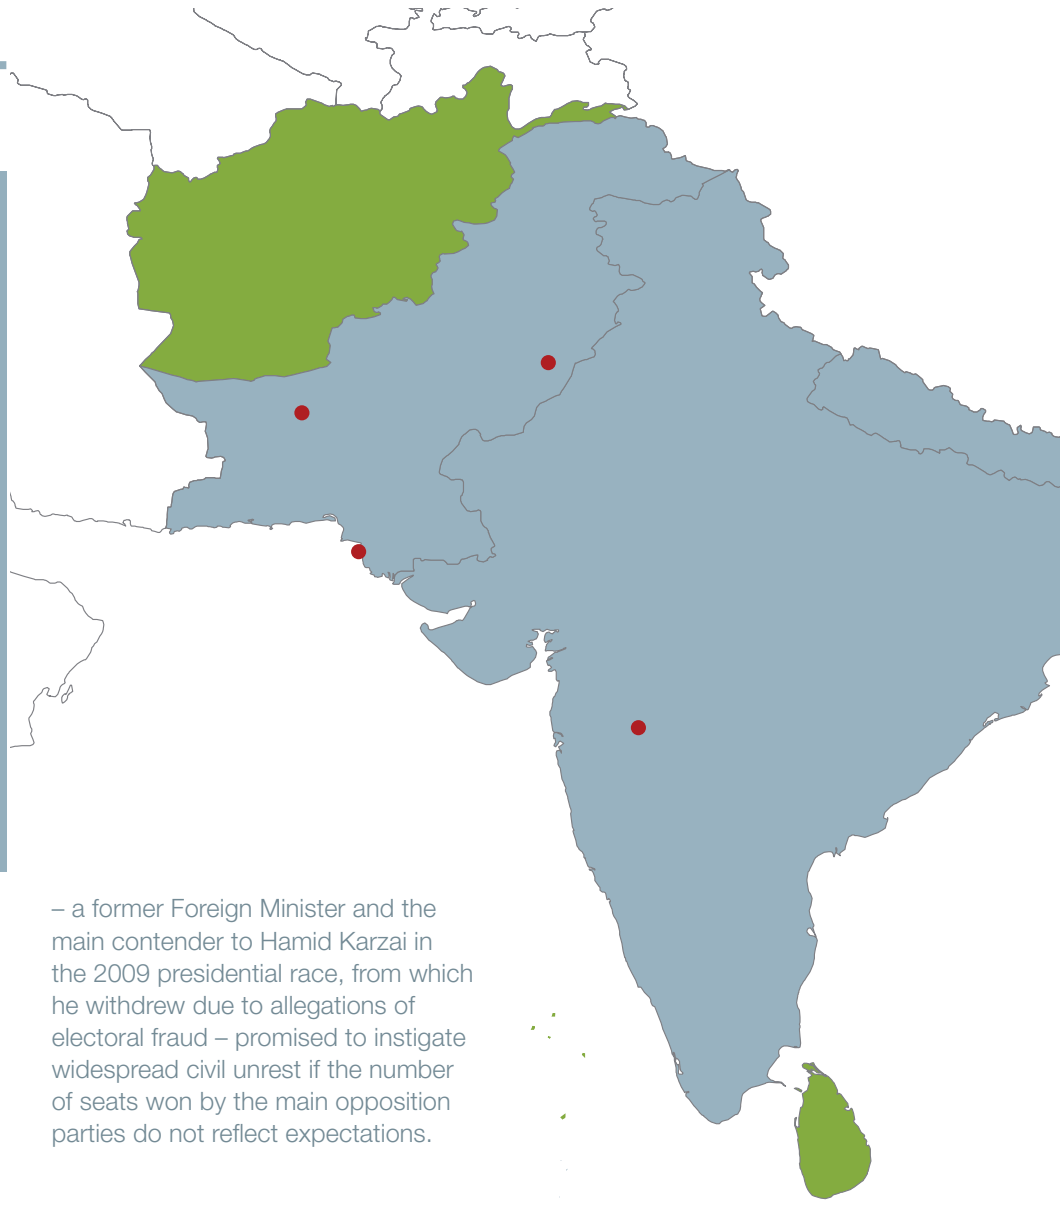 – a former Foreign Minister and the
main contender to Hamid Karzai in
the 2009 presidential race, from which
he withdrew due to allegations of
electoral fraud – promised to instigate
widespread civil unrest if the number
of seats won by the main opposition
parties do not reflect expectations.